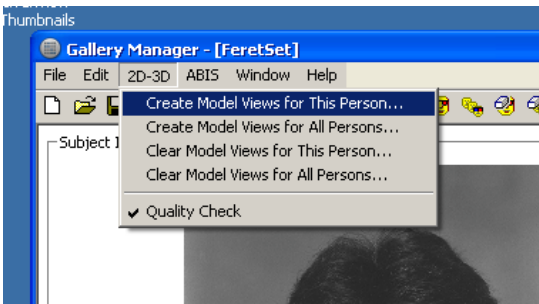 Thumbnails
Gallery Manager - [FeretSet]
File Edit 2D-3D ABIS Window Help
Create Model Views for This Person...
Create Model Views for All Persons...
Clear Model Views for This Person...
Clear Model Views for All Persons...
Quality Check
Subject